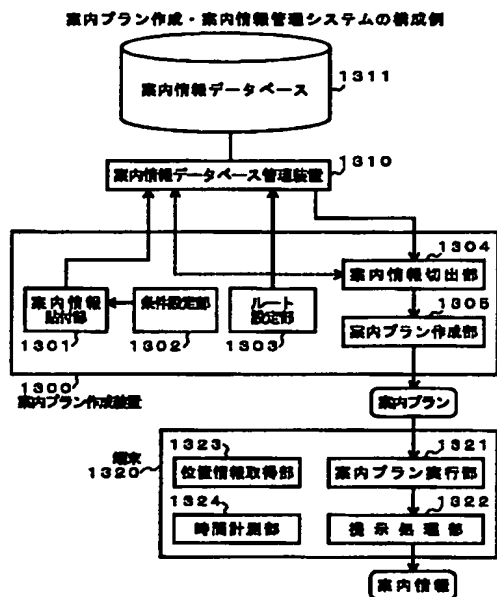 案内プラン作成・案内情報管理システムの構成例
案内情報データベース
1311
1310
案内情報データベース管理装置
1304
案内情報切出部
案内情報
貼付部
条件設定部
ルート
設定部
1305
1301
1302
1303
案内プラン作成部
1300
案内プラン作成装置
案内プラン
端末
1320
1323
1321
位置情報取得部
案内プラン実行部
1324
1322
時間計測部
提示処理部
案内情報